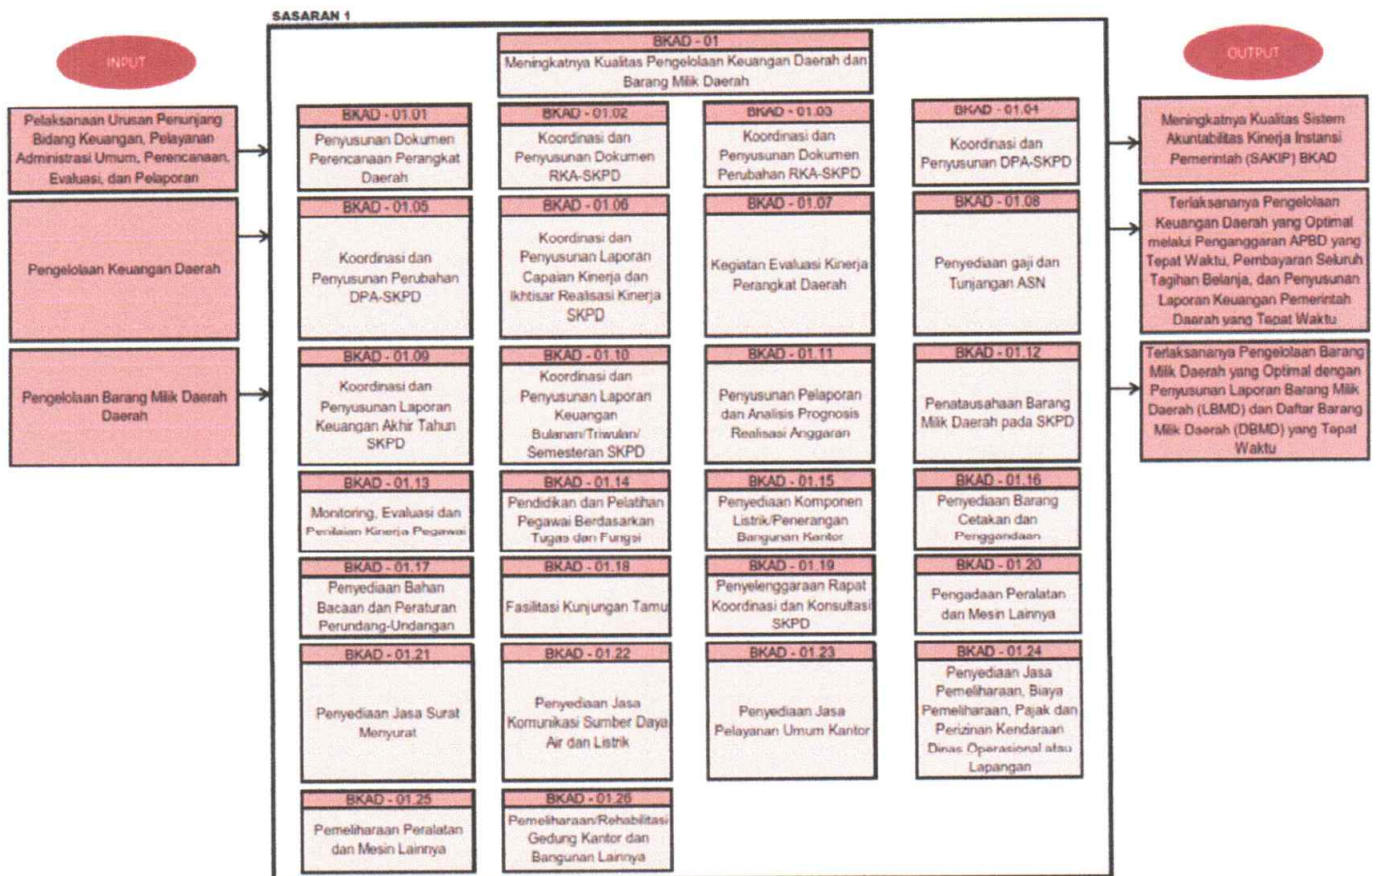 SASARAN 1
INPUT
Pelaksanaan Urusan Penunjang
Bidang Keuangan, Pelayanan
Administrasi Umum, Perencanaan,
Evaluasi, dan Pelaporan
Pengelolaan Keuangan Daerah
Pengelolaan Barang Milik Daerah
Daerah
BKAD - 01
Meningkatnya Kualitas Pengelolaan Keuangan Daerah dan
Barang Milik Daerah
BKAD - 01.01
Penyusunan Dokumen
Perencanaan Perangkat
Daerah
BKAD - 01.02
Koordinasi dan
Penyusunan Dokumen
RKA-SKPD
BKAD - 01.03
Koordinasi dan
Penyusunan Dokumen
Perubahan RKA-SKPD
BKAD - 01.04
Koordinasi dan
Penyusunan DPA-SKPD
BKAD - 01.05
Koordinasi dan
Penyusunan Perubahan
DPA-SKPD
BKAD - 01.06
Koordinasi dan
Penyusunan Laporan
Capaian Kinerja dan
Ikhtisar Realisasi Kinerja
SKPD
BKAD - 01.07
Kegiatan Evaluasi Kinerja
Perangkat Daerah
BKAD - 01.08
Penyediaan gaji dan
Tunjangan ASN
BKAD - 01.09
Koordinasi dan
Penyusunan Laporan
Keuangan Akhir Tahun
SKPD
BKAD - 01.10
Koordinasi dan
Penyusunan Laporan
Keuangan
Bulanan/Triwulan/
Semesteran SKPD
BKAD - 01.11
Penyusunan Pelaporan
dan Analisis Prognosis
Realisasi Anggaran
BKAD - 01.12
Penatausahaan Barang
Milik Daerah pada SKPD
BKAD - 01.13
Monitoring, Evaluasi dan
Penilaian Kinerja Pegawai
BKAD - 01.14
Pendidikan dan Pelatihan
Pegawai Berdasarkan
Tugas dan Fungsi
BKAD - 01.15
Penyediaan Komponen
Listrik/Penerangan
Bangunan Kantor
BKAD - 01.16
Penyediaan Barang
Cetakan dan
Penggandaan
BKAD - 01.17
Penyediaan Bahan
Bacaan dan Peraturan
Perundang-Undangan
BKAD - 01.18
Fasilitasi Kunjungan Tamu
BKAD - 01.19
Penyelenggaraan Rapat
Koordinasi dan Konsultasi
SKPD
BKAD - 01.20
Pengadaan Peralatan
dan Mesin Lainnya
BKAD - 01.21
Penyediaan Jasa Surat
Menyurat
BKAD - 01.22
Penyediaan Jasa
Komunikasi Sumber Daya
Air dan Listrik
BKAD - 01.23
Penyediaan Jasa
Pelayanan Umum Kantor
BKAD - 01.24
Penyediaan Jasa
Pemeliharaan, Biaya
Pemeliharaan, Pajak dan
Perizinan Kendaraan
Dinas Operasional atau
Lapangan
BKAD - 01.25
Pemeliharaan Peralatan
dan Mesin Lainnya
BKAD - 01.26
Pemeliharaan/Rehabilitasi
Gedung Kantor dan
Bangunan Lainnya
OUTPUT
Meningkatnya Kualitas Sistem
Akuntabilitas Kinerja Instansi
Pemerintah (SAKIP) BKAD
Terlaksananya Pengelolaan
Keuangan Daerah yang Optimal
melalui Penganggaran APBD yang
Tepat Waktu, Pembayaran Seluruh
Tagihan Belanja, dan Penyusunan
Laporan Keuangan Pemerintah
Daerah yang Tepat Waktu
Terlaksananya Pengelolaan Barang
Milik Daerah yang Optimal dengan
Penyusunan Laporan Barang Milik
Daerah (LBMD) dan Daftar Barang
Milik Daerah (DBMD) yang Tepat
Waktu